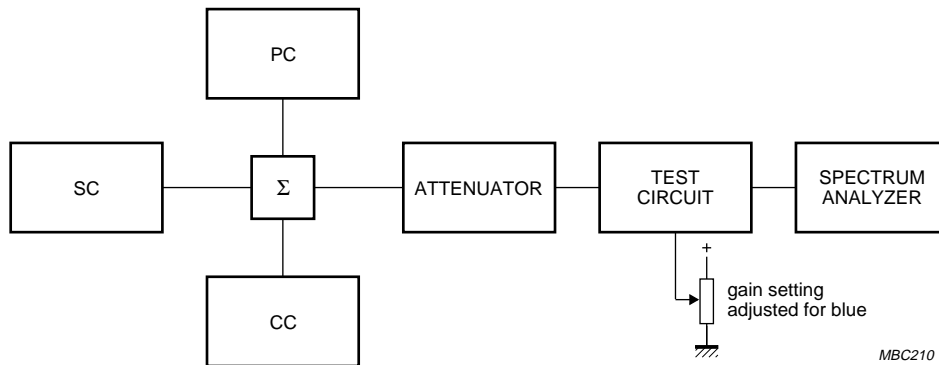 PC
SC
Σ
ATTENUATOR
TEST
CIRCUIT
SPECTRUM
ANALYZER
CC
+
gain setting
adjusted for blue
MBC210